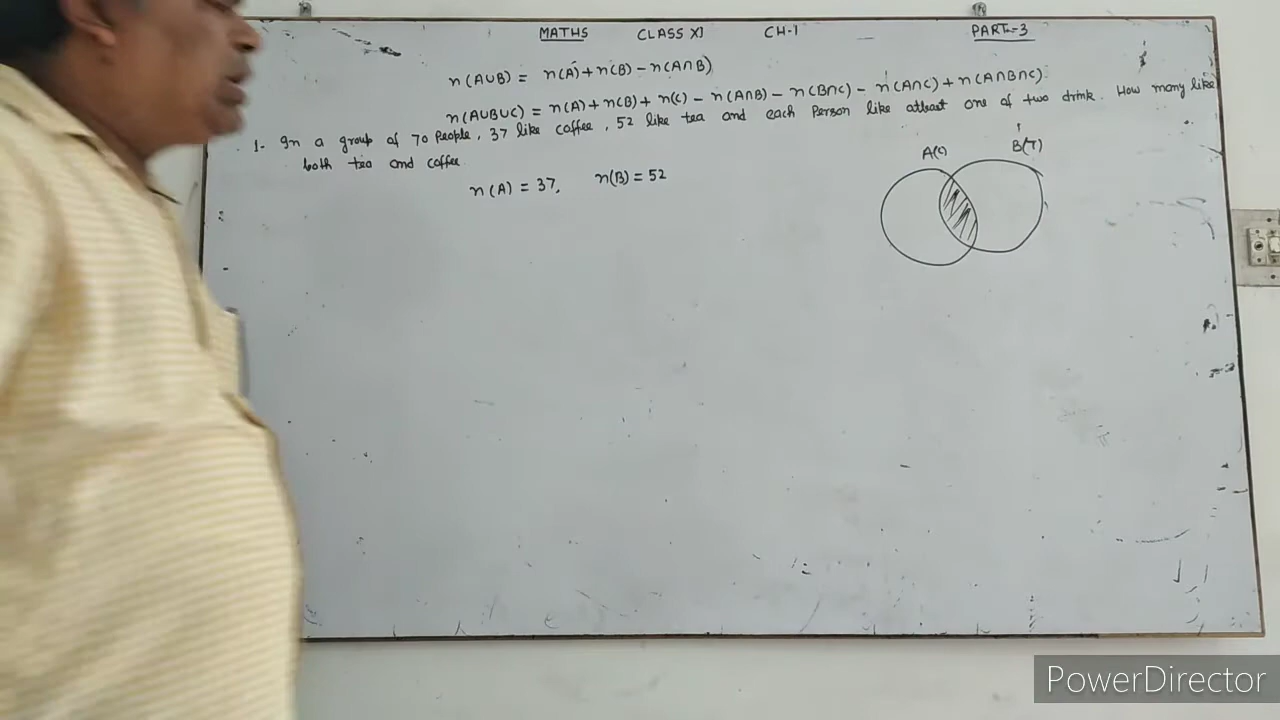 MATHS CLASS XI CH-1 PART-3
n(A∪B) = n(A)+n(B)-n(A∩B)
n(A∪B∪C) = n(A)+n(B)+n(C)-n(A∩B)-n(B∩C)-n(A∩C)+n(A∩B∩C)
1- In a group of 70 People, 37 like coffee, 52 like tea and each Person like atleast one of two drink. How many like
both tea and coffee
n(A) = 37, n(B) = 52
A(C) B(T)
PowerDirector